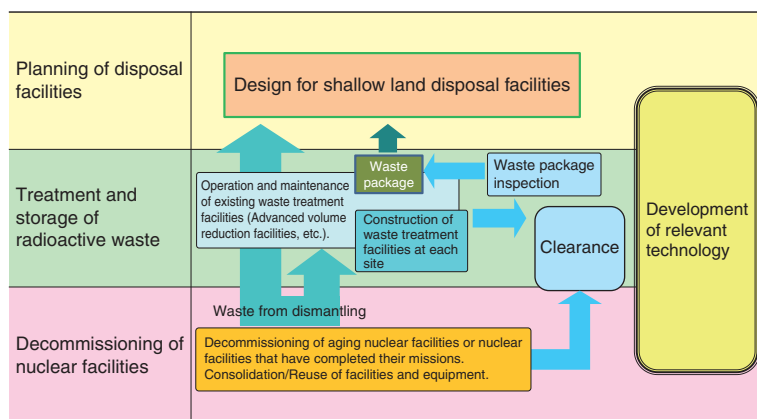 Planning of disposal
facilities
Design for shallow land disposal facilities
Treatment and
storage of
radioactive waste
Operation and maintenance
of existing waste treatment
facilities (Advanced volume
reduction facilities, etc.).
Waste
package
Waste package
inspection
Construction of
waste treatment
facilities at each
site
Clearance
Development
of relevant
technology
Waste from dismantling
Decommissioning of
nuclear facilities
Decommissioning of aging nuclear facilities or nuclear
facilities that have completed their missions.
Consolidation/Reuse of facilities and equipment.